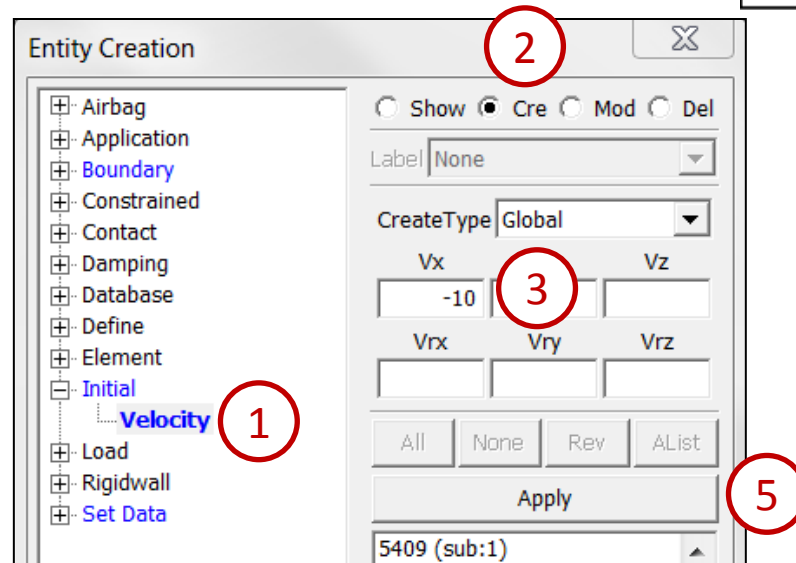 Entity Creation
2
Airbag
Application
Boundary
Constrained
Contact
Damping
Database
Define
Element
Initial
Velocity
1
Load
Rigidwall
Set Data
Show Cre Mod Del
Label None
CreateType Global
Vx Vz
-10 3
Vrx Vry Vrz
All None Rev AList
Apply
5
5409 (sub:1)